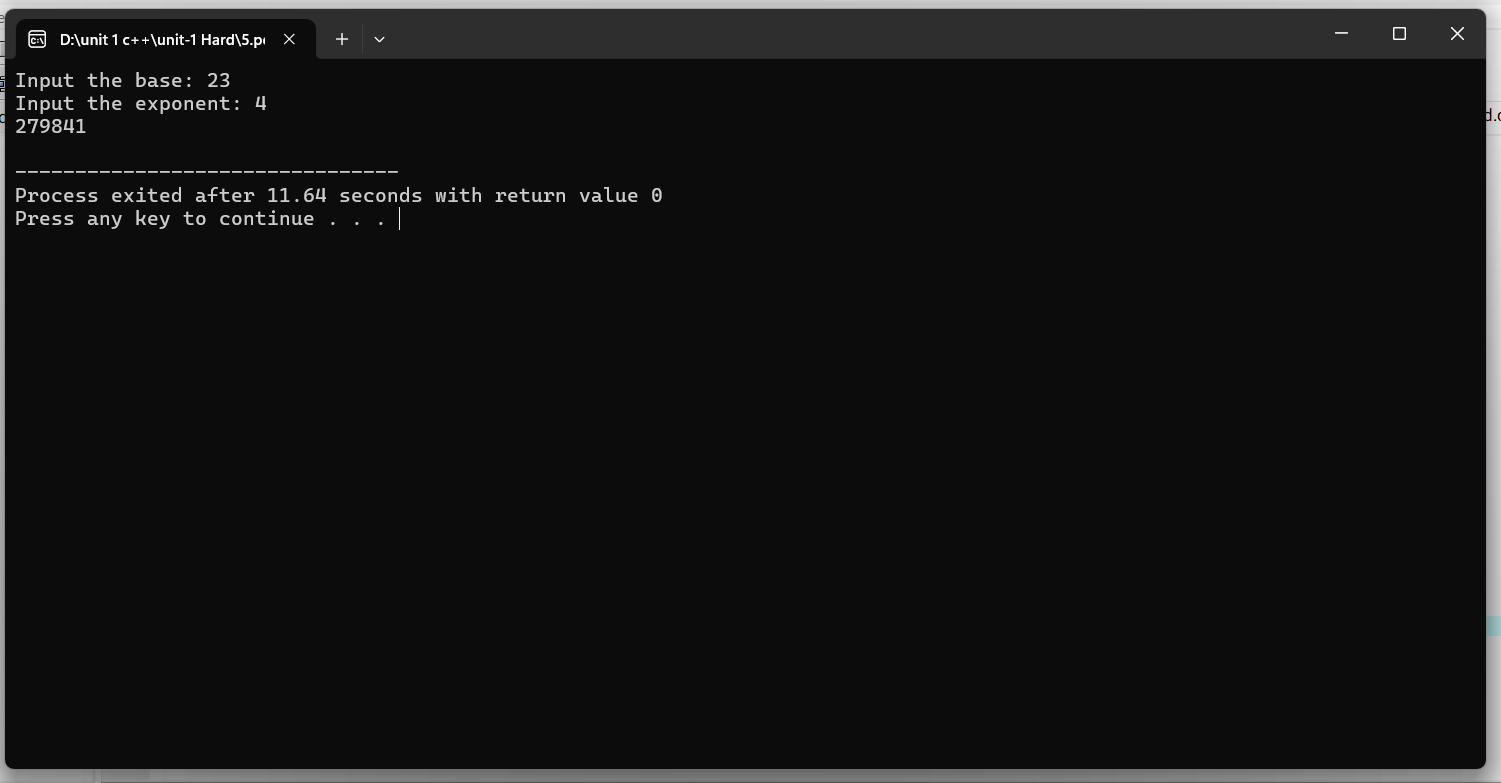 D:\unit 1 c++\unit-1 Hard\5.p
Input the base: 23
Input the exponent: 4
279841
--------------------------------
Process exited after 11.64 seconds with return value 0
Press any key to continue . . .